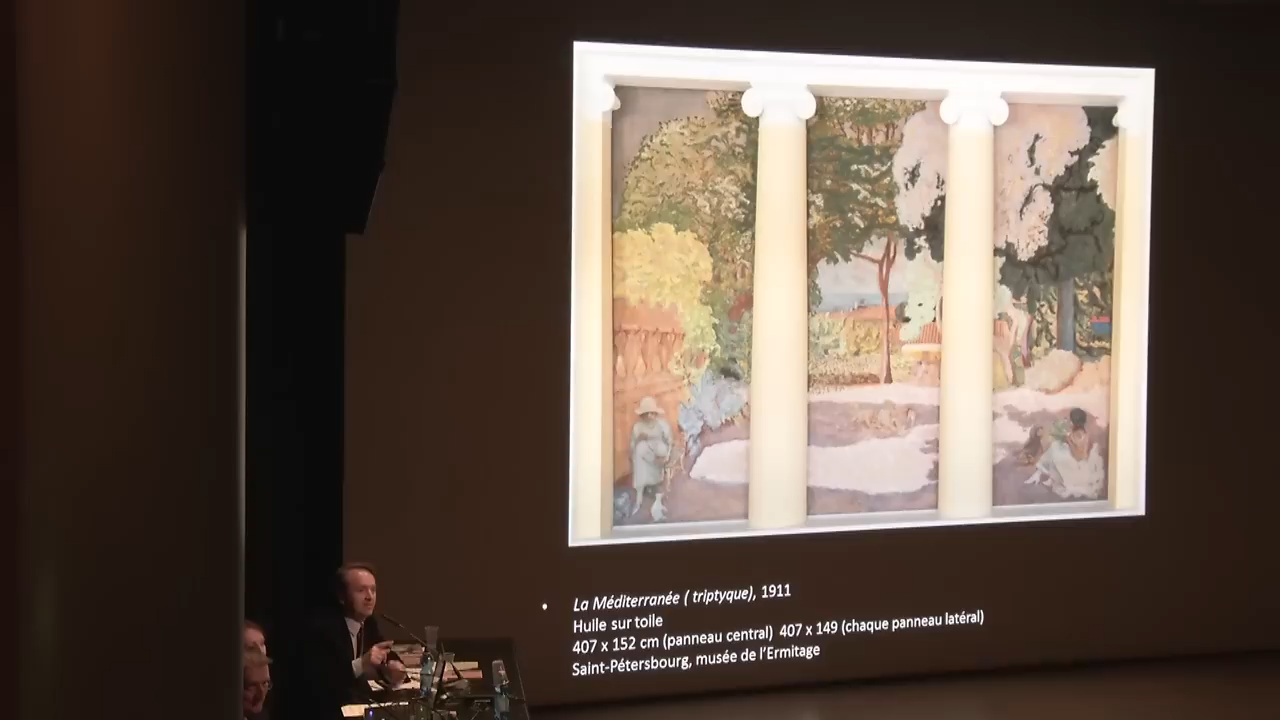 • La Méditerranée ( triptyque), 1911
Huile sur toile
407 x 152 cm (panneau central) 407 x 149 (chaque panneau latéral)
Saint-Pétersbourg, musée de l'Ermitage